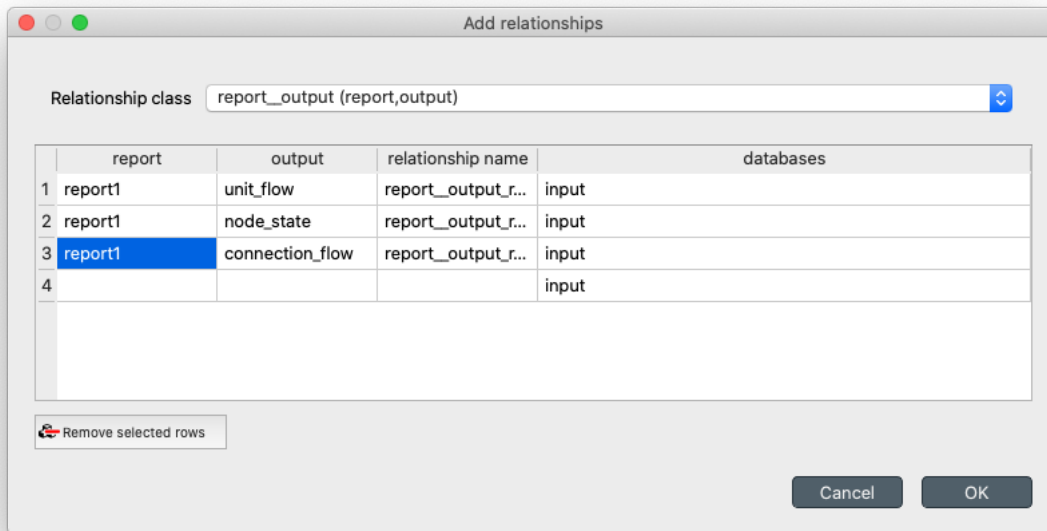 Add relationships
Relationship class report__output (report,output)
report output relationship name databases
1 report1 unit_flow report__output_r... input
2 report1 node_state report__output_r... input
3 report1 connection_flow report__output_r... input
4 input
Remove selected rows
Cancel OK